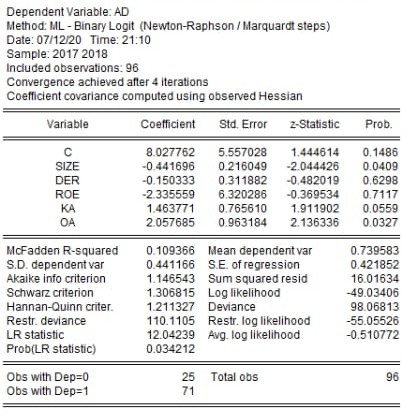 Dependent Variable: AD
Method: ML - Binary Logit (Newton-Raphson / Marquardt steps)
Date: 07/12/20 Time: 21:10
Sample: 2017 2018
Included observations: 96
Convergence achieved after 4 iterations
Coefficient covariance computed using observed Hessian
Variable Coefficient Std. Error z-Statistic Prob.
C 8.027762 5.557028 1.444614 0.1486
SIZE -0.441696 0.216049 -2.044426 0.0409
DER -0.150333 0.311882 -0.482019 0.6298
ROE -2.335559 6.320286 -0.369534 0.7117
KA 1.463771 0.765610 1.911902 0.0559
OA 2.057685 0.963184 2.136336 0.0327
McFadden R-squared 0.109366 Mean dependent var 0.739583
S.D. dependent var 0.441166 S.E. of regression 0.421852
Akaike info criterion 1.146543 Sum squared resid 16.01634
Schwarz criterion 1.306815 Log likelihood -49.03406
Hannan-Quinn criter. 1.211327 Deviance 98.06813
Restr. deviance 110.1105 Restr. log likelihood -55.05526
LR statistic 12.04239 Avg. log likelihood -0.510772
Prob(LR statistic) 0.034212
Obs with Dep=0 25 Total obs 96
Obs with Dep=1 71